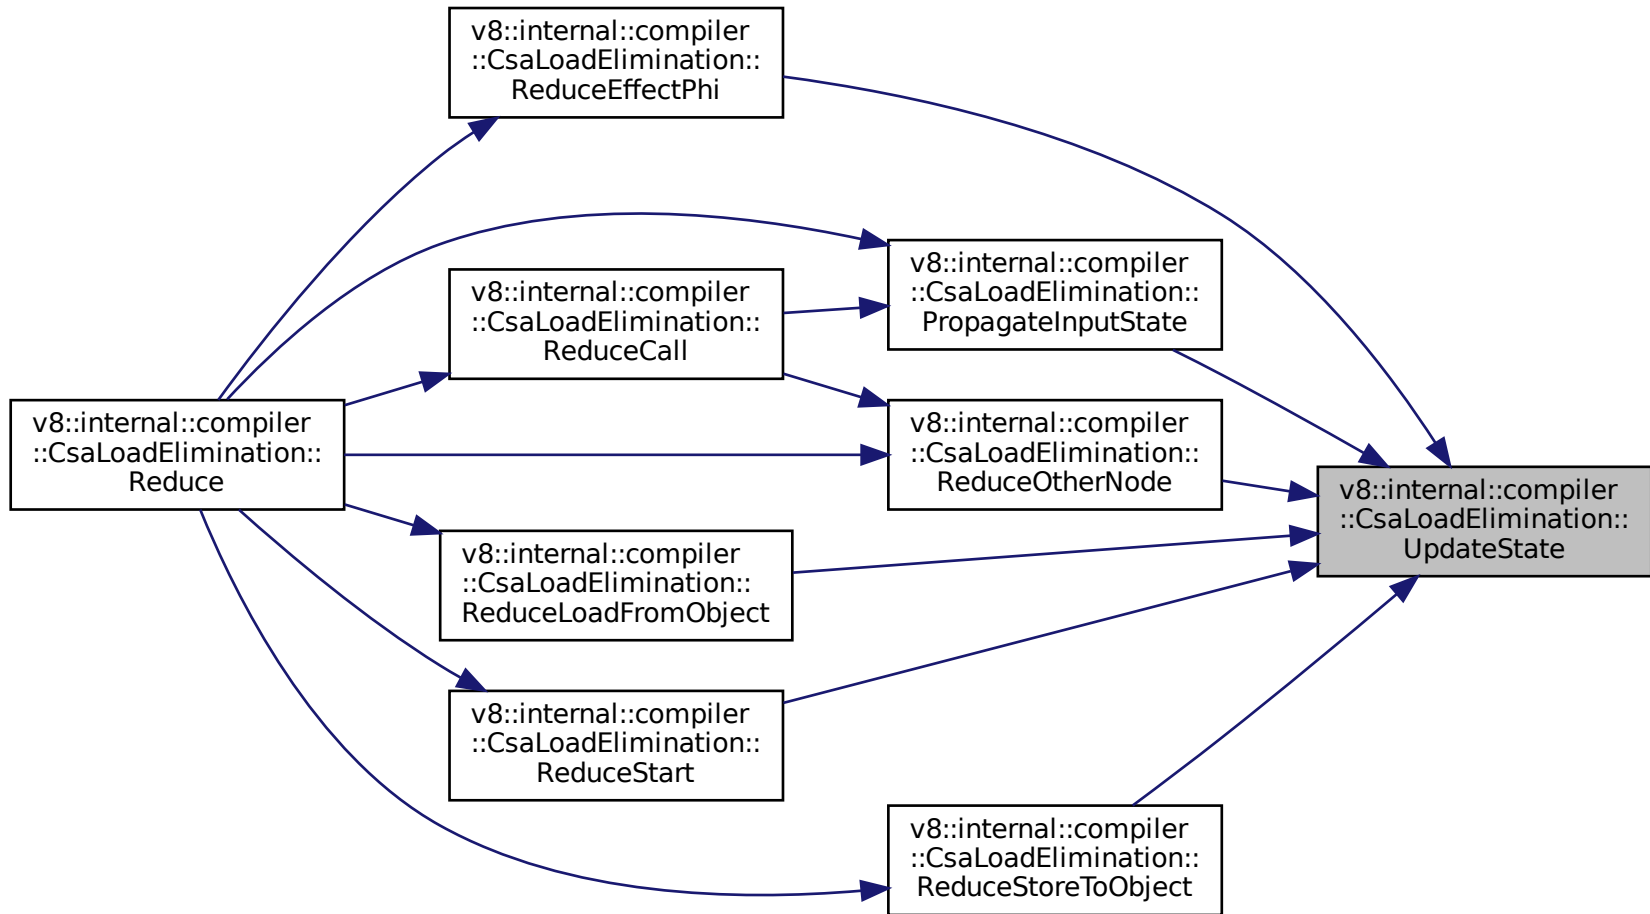 v8::internal::compiler
::CsaLoadElimination::
ReduceEffectPhi
v8::internal::compiler
::CsaLoadElimination::
PropagateInputState
v8::internal::compiler
::CsaLoadElimination::
ReduceCall
v8::internal::compiler
::CsaLoadElimination::
Reduce
v8::internal::compiler
::CsaLoadElimination::
ReduceOtherNode
v8::internal::compiler
::CsaLoadElimination::
UpdateState
v8::internal::compiler
::CsaLoadElimination::
ReduceLoadFromObject
v8::internal::compiler
::CsaLoadElimination::
ReduceStart
v8::internal::compiler
::CsaLoadElimination::
ReduceStoreToObject